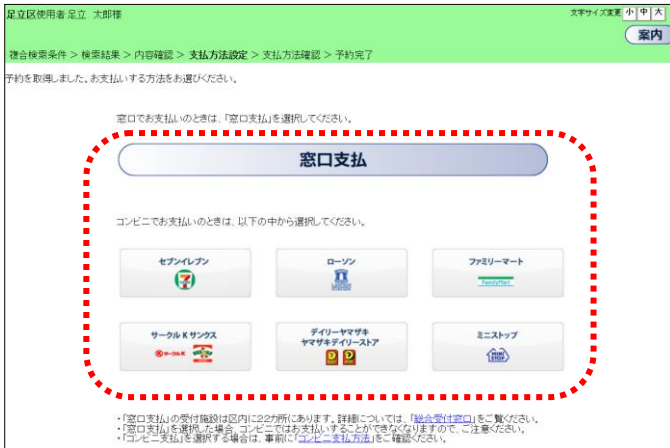 足立区使用者:足立 太郎様
文字サイズ変更 小 中 大
案内
複合検索条件 > 検索結果 > 内容確認 > 支払方法設定 > 支払方法確認 > 予約完了
予約を取得しました。お支払いする方法をお選びください。
窓口でお支払いのときは、「窓口支払」を選択してください。
窓口支払
コンビニでお支払いのときは、以下の中から選択してください。
セブンイレブン
ローソン
ファミリーマート
FamilyMart
サークル K サンクス
サークルK
デイリーヤマザキ
ヤマザキデイリーストア
ミニストップ
MINI
STOP
・「窓口支払」の受付施設は区内に22カ所にあります。詳細については、「総合受付窓口」をご覧ください。
・「窓口支払」を選択した場合、コンビニではお支払いすることができなくなりますので、ご注意ください。
・「コンビニ支払」を選択する場合は、事前に「コンビニ支払方法」をご確認ください。